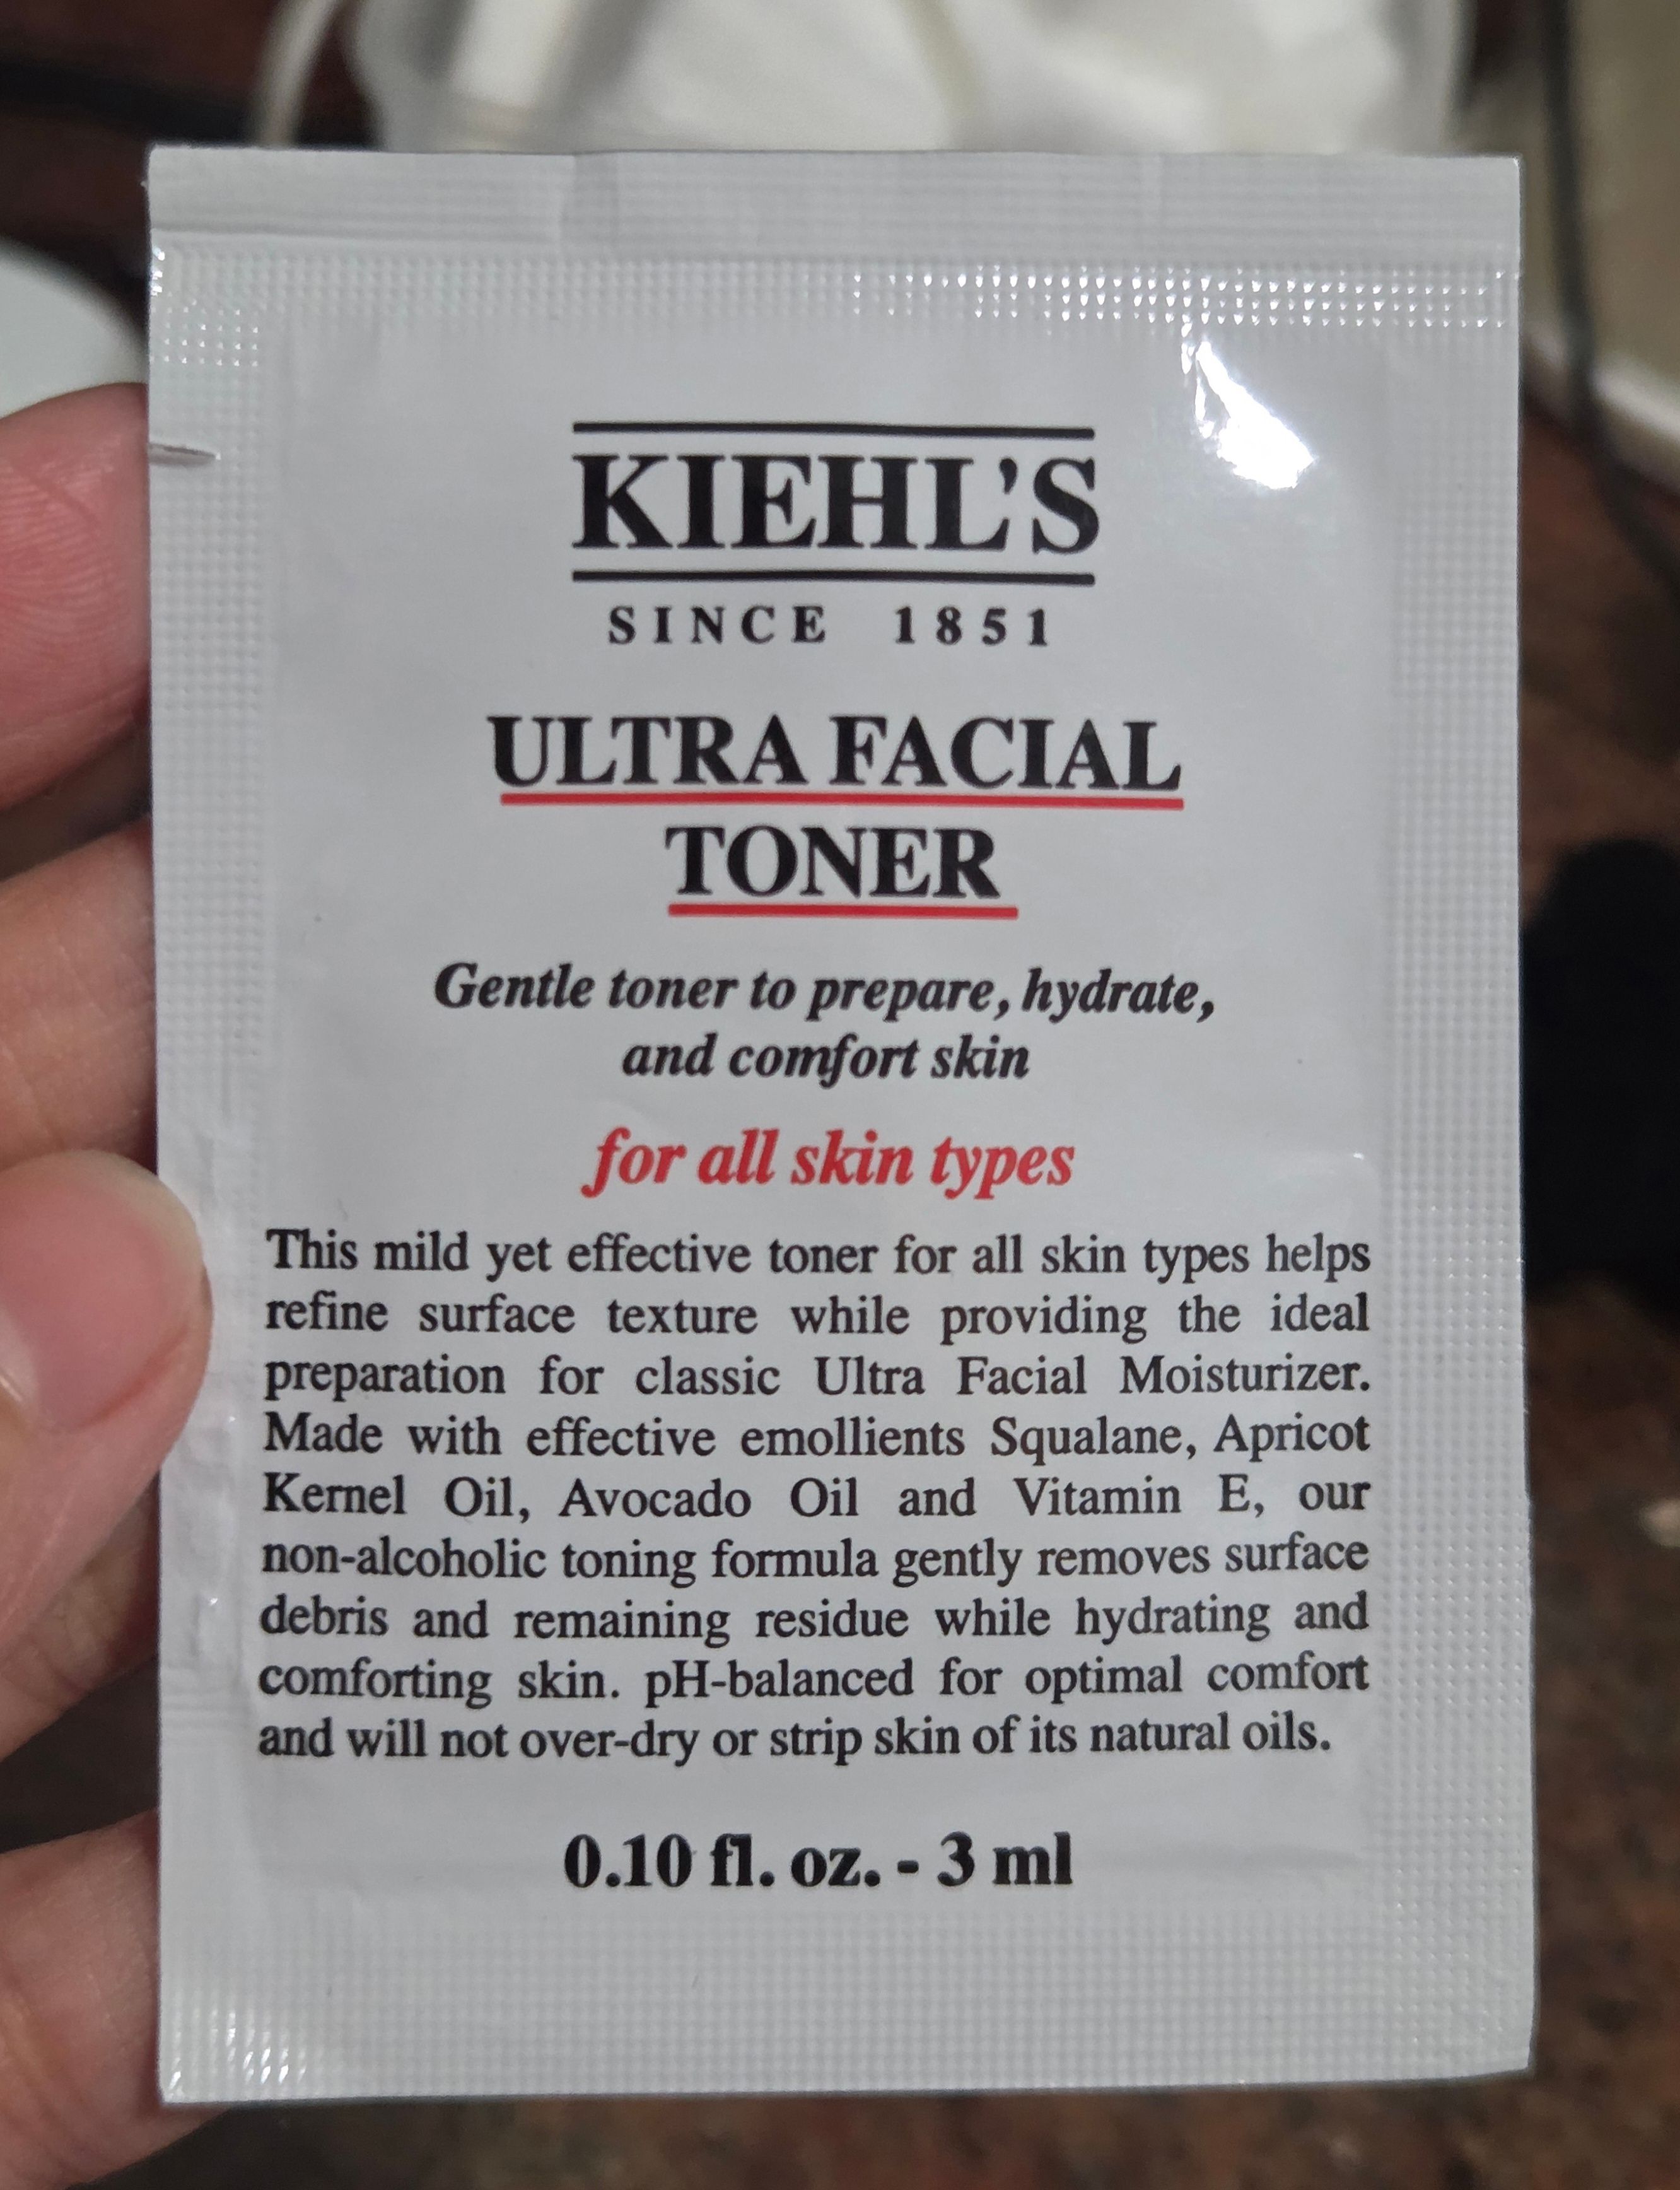 KIEHL'S
SINCE 1851
ULTRA FACIAL
TONER
Gentle toner to prepare, hydrate,
and comfort skin
for all skin types
This mild yet effective toner for all skin types helps
refine surface texture while providing the ideal
preparation for classic Ultra Facial Moisturizer.
Made with effective emollients Squalane, Apricot
Kernel Oil, Avocado Oil and Vitamin E, our
non-alcoholic toning formula gently removes surface
debris and remaining residue while hydrating and
comforting skin. pH-balanced for optimal comfort
and will not over-dry or strip skin of its natural oils.
0.10 fl. oz. - 3 ml